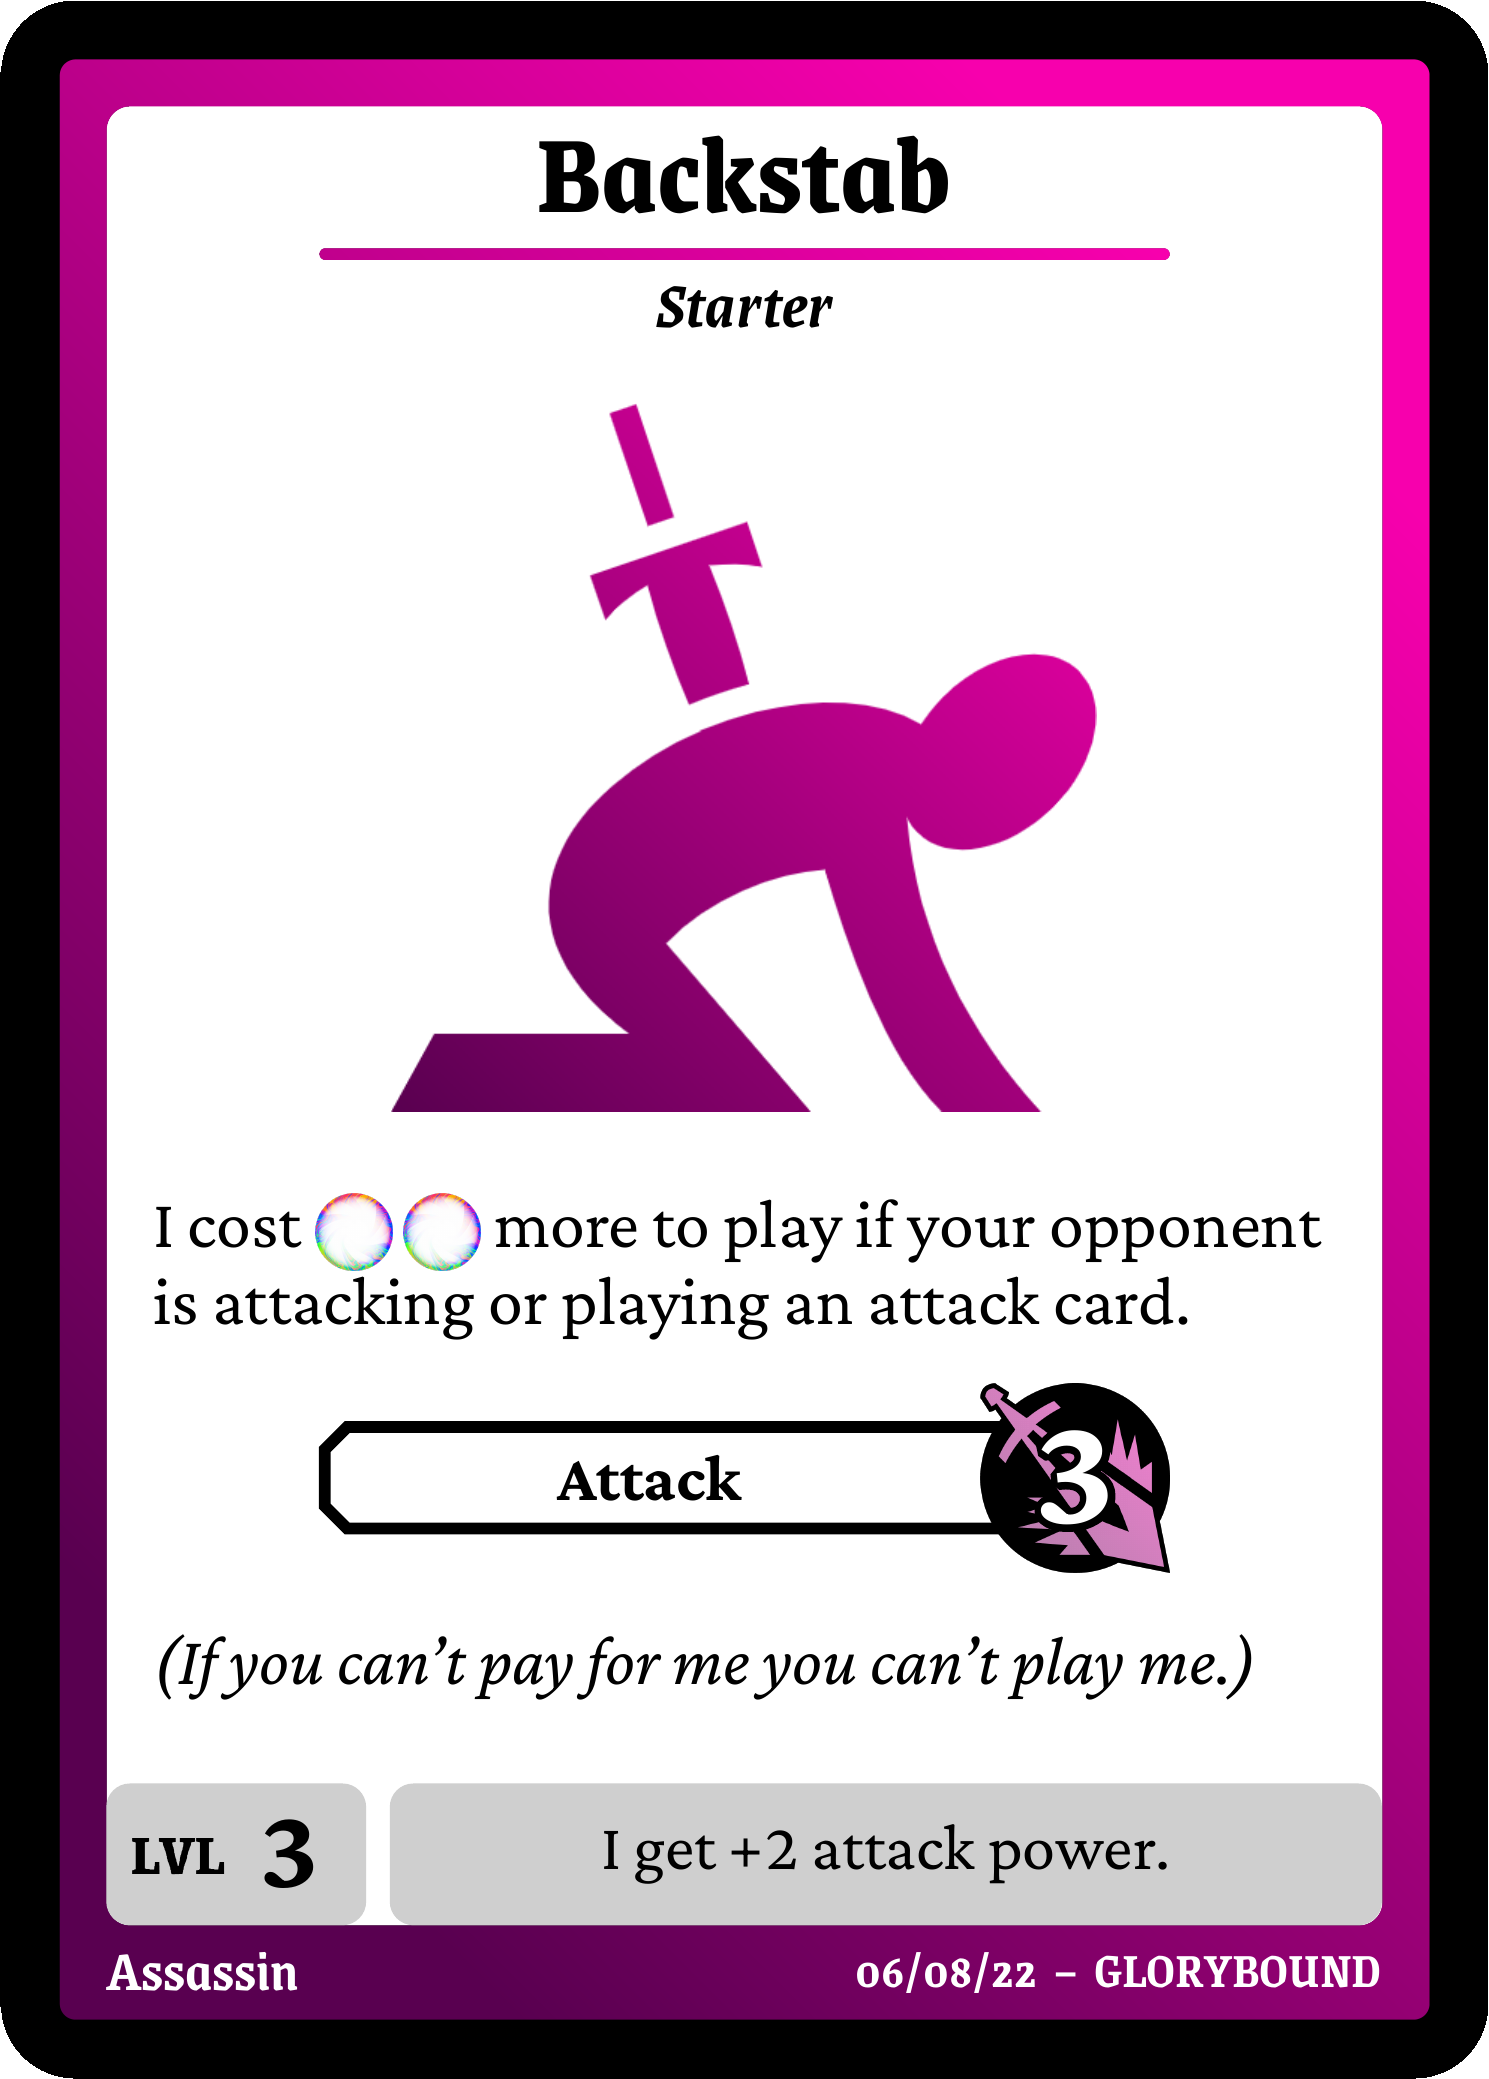 Backstab
Starter
I cost more to play if your opponent
is attacking or playing an attack card.
Attack 3
(If you can’t pay for me you can’t play me.)
LVL 3 I get +2 attack power.
Assassin 06/08/22 – GLORYBOUND